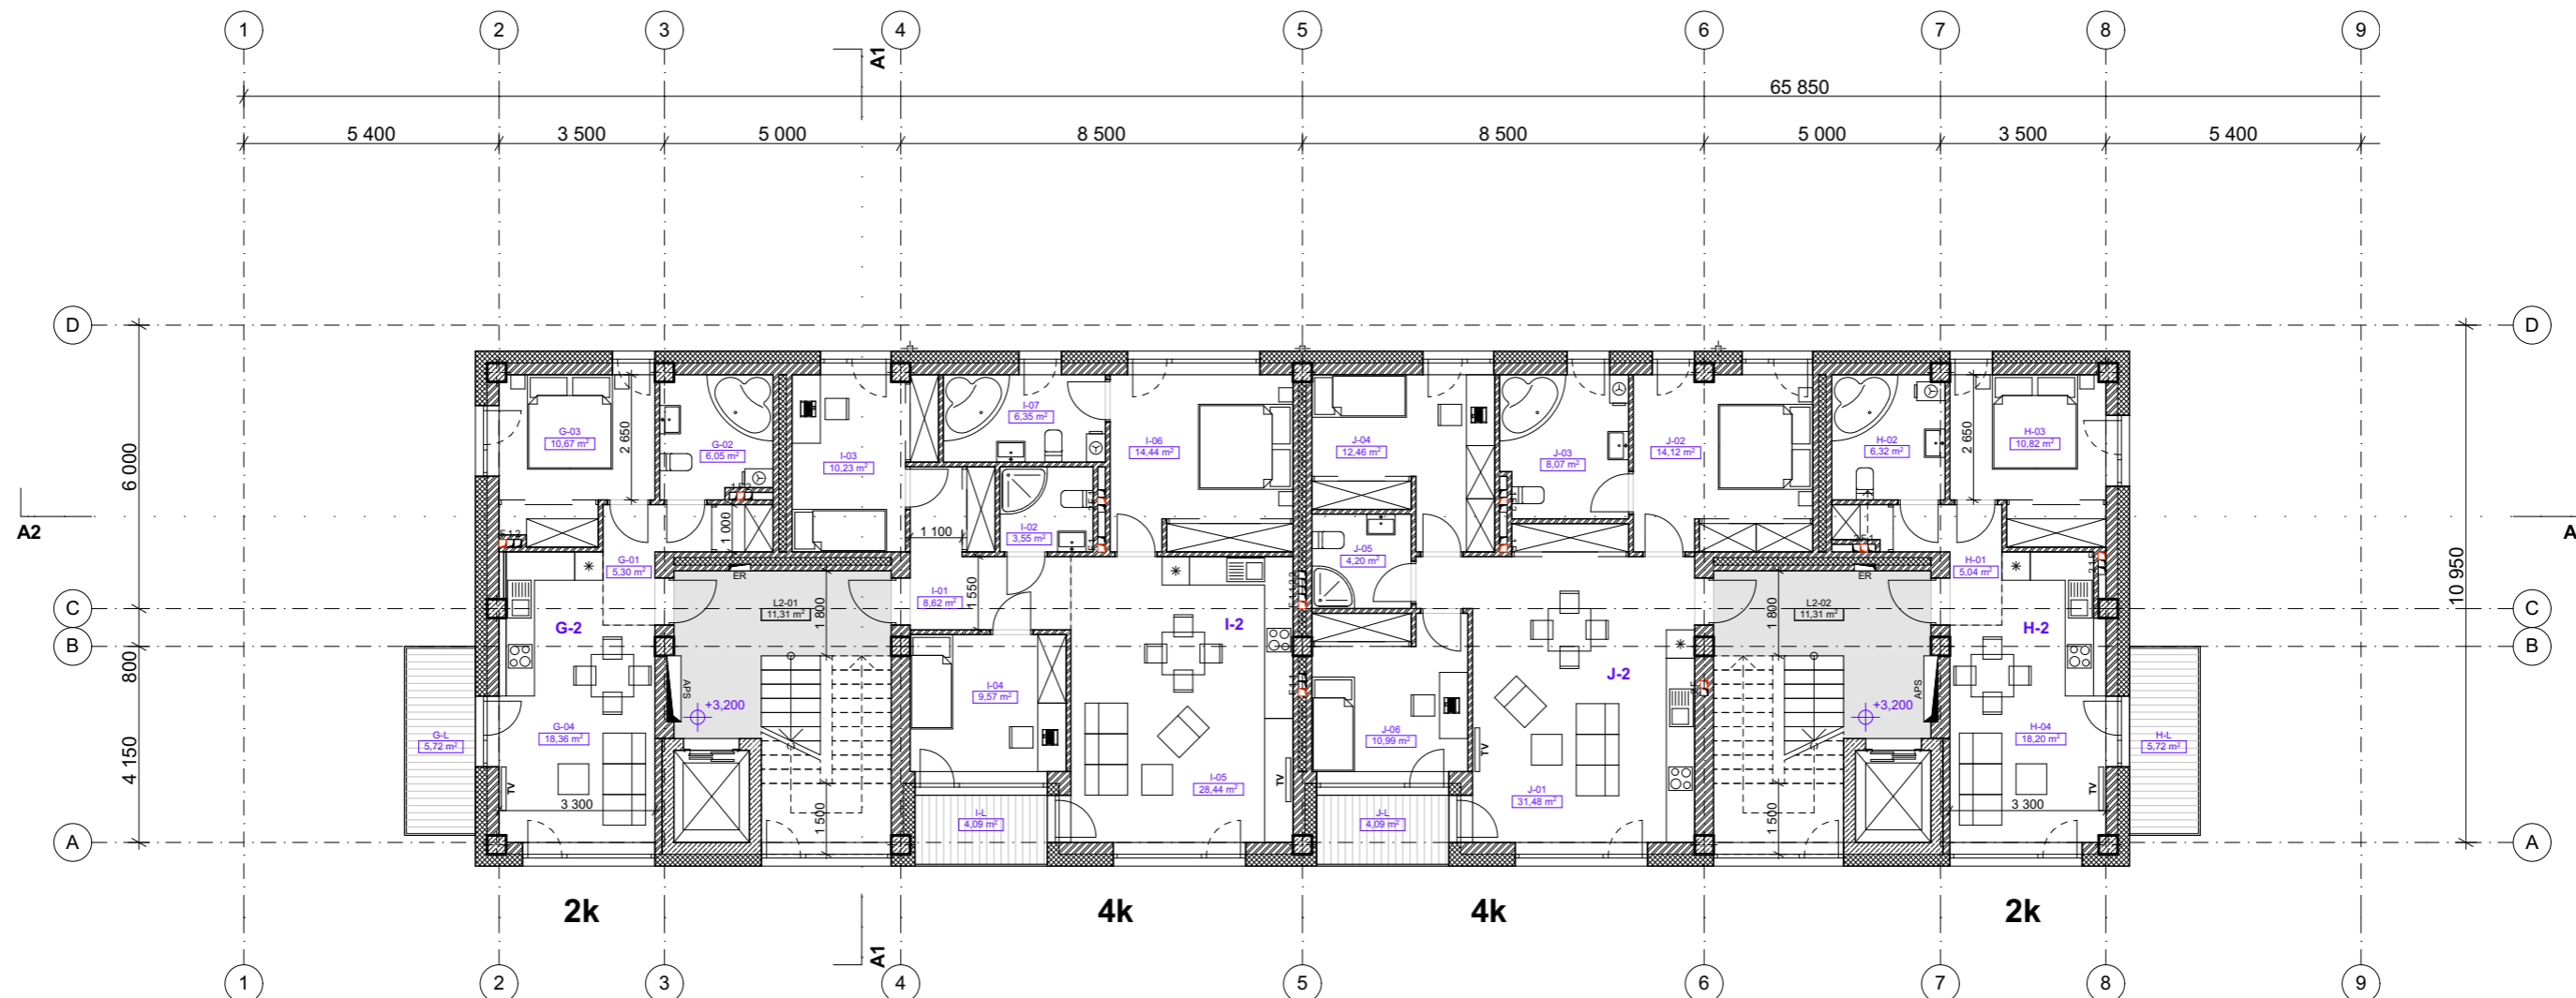 1 2 3 4 5 6 7 8 9
A1
65 850
5 400 3 500 5 000 8 500 8 500 5 000 3 500 5 400
D D
6 000
10 950
800
4 150
A2 A
C C
B B
A A
G-03
10,67 m²
2 650
G-02
6,05 m²
1 000
G-01
5,30 m²
G-2
G-04
18,36 m²
G-L
5,72 m²
TV
3 300
ER
L2-01
11,31 m²
1 800
APS
+3,200
1 500
I-03
10,23 m²
I-07
6,35 m²
I-06
14,44 m²
I-02
3,55 m²
1 100
1 550
I-01
8,62 m²
I-2
I-04
9,57 m²
I-05
28,44 m²
TV
I-L
4,09 m²
J-04
12,46 m²
J-03
8,07 m²
J-02
14,12 m²
J-05
4,20 m²
J-2
J-06
10,99 m²
TV
J-01
31,48 m²
J-L
4,09 m²
H-02
6,32 m²
2 650
H-03
10,82 m²
H-01
5,04 m²
ER
L2-02
11,31 m²
1 800
H-2
APS
+3,200
H-04
18,20 m²
H-L
5,72 m²
TV
3 300
1 500
2k 4k 4k 2k
A1
1 2 3 4 5 6 7 8 9